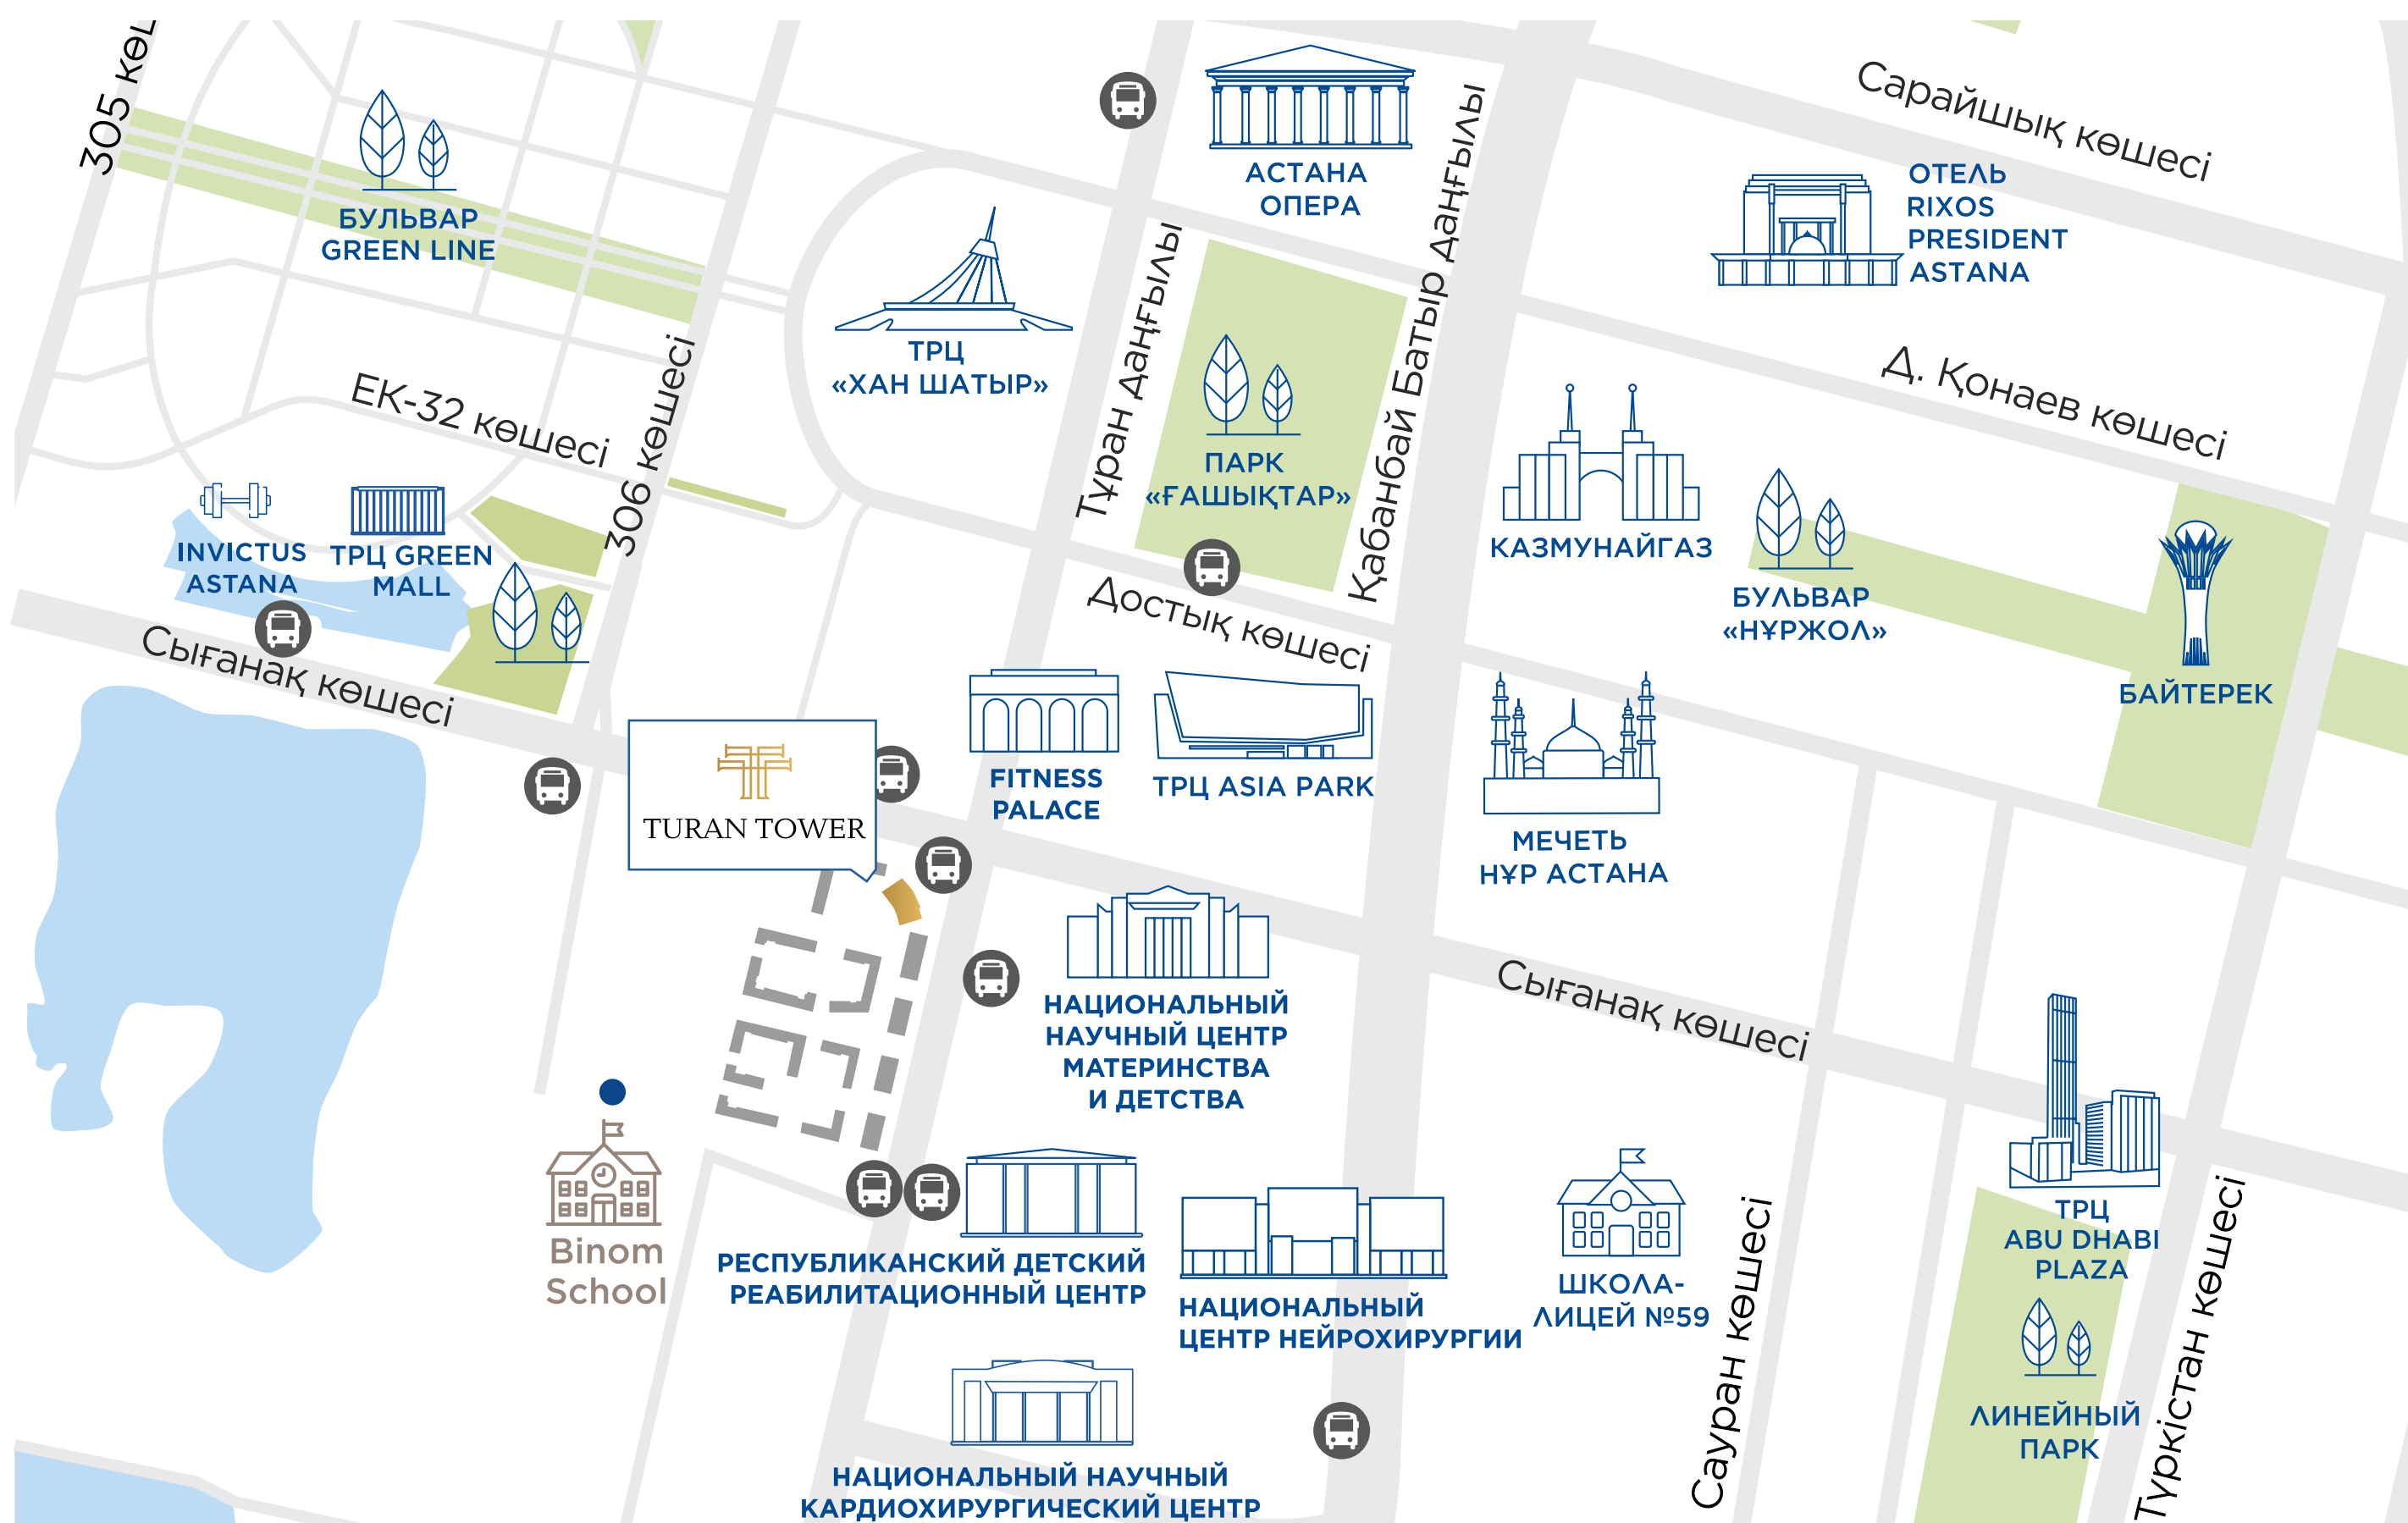 305 көш
БУЛЬВАР
GREEN LINE
АСТАНА
ОПЕРА
Сарайшық көшесі
ОТЕЛЬ
RIXOS
PRESIDENT
ASTANA
ТРЦ
«ХАН ШАТЫР»
Тұран даңғылы
Қабанбай Батыр даңғылы
ПАРК
«ҒАШЫҚТАР»
Д. Қонаев көшесі
ЕК-32 көшесі
306 көшесі
INVICTUS
ASTANA
ТРЦ GREEN
MALL
КАЗМУНАЙГАЗ
БУЛЬВАР
«НҰРЖОЛ»
БАЙТЕРЕК
Достық көшесі
Сығанақ көшесі
TURAN TOWER
FITNESS
PALACE
ТРЦ ASIA PARK
МЕЧЕТЬ
НҰР АСТАНА
НАЦИОНАЛЬНЫЙ
НАУЧНЫЙ ЦЕНТР
МАТЕРИНСТВА
И ДЕТСТВА
Сығанақ көшесі
Binom
School
РЕСПУБЛИКАНСКИЙ ДЕТСКИЙ
РЕАБИЛИТАЦИОННЫЙ ЦЕНТР
НАЦИОНАЛЬНЫЙ
ЦЕНТР НЕЙРОХИРУРГИИ
ШКОЛА-
ЛИЦЕЙ №59
Сауран көшесі
ТРЦ
ABU DHABI
PLAZA
ЛИНЕЙНЫЙ
ПАРК
Түркістан көшесі
НАЦИОНАЛЬНЫЙ НАУЧНЫЙ
КАРДИОХИРУРГИЧЕСКИЙ ЦЕНТР